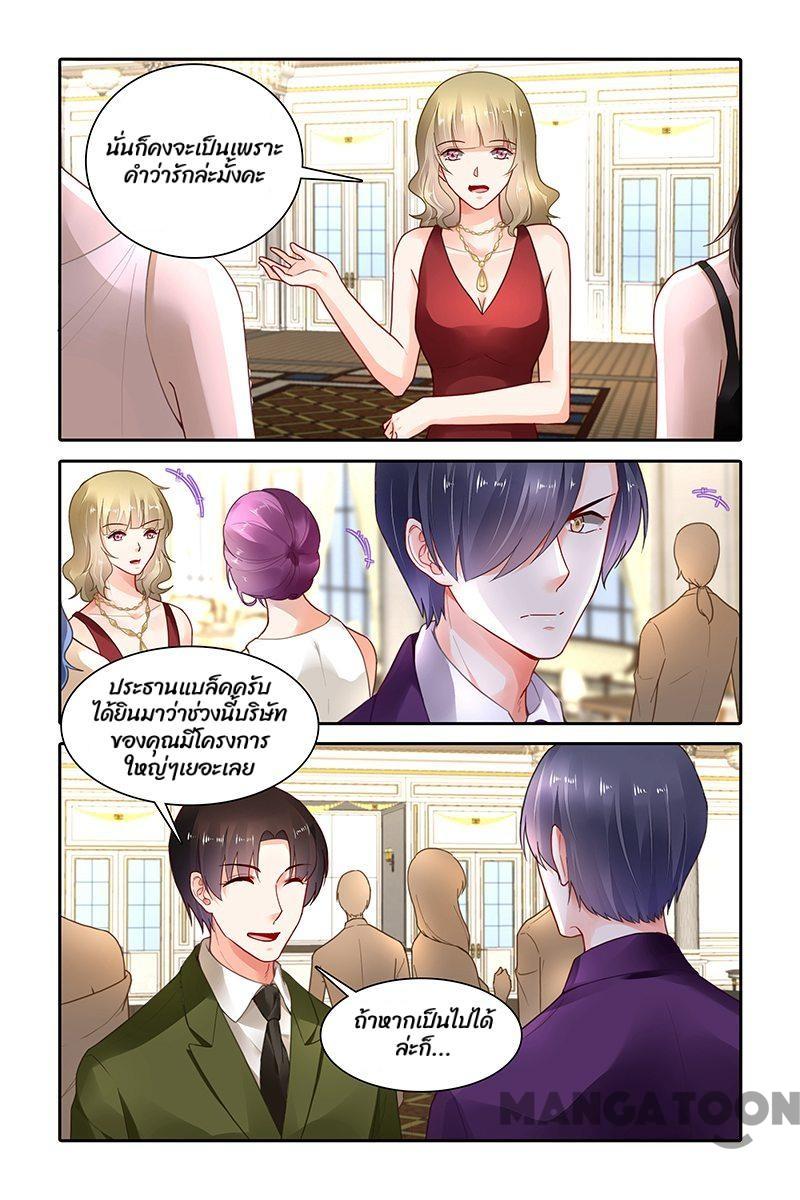 นั่นก็คงจะเป็นเพราะ
คำว่ารักล่ะมั้งคะ
ประธานแบล็คครับ
ได้ยินมาว่าช่วงนี้บริษัท
ของคุณมีโครงการ
ใหญ่ๆเยอะเลย
ถ้าหากเป็นไปได้
ล่ะก็...
MANGATOON